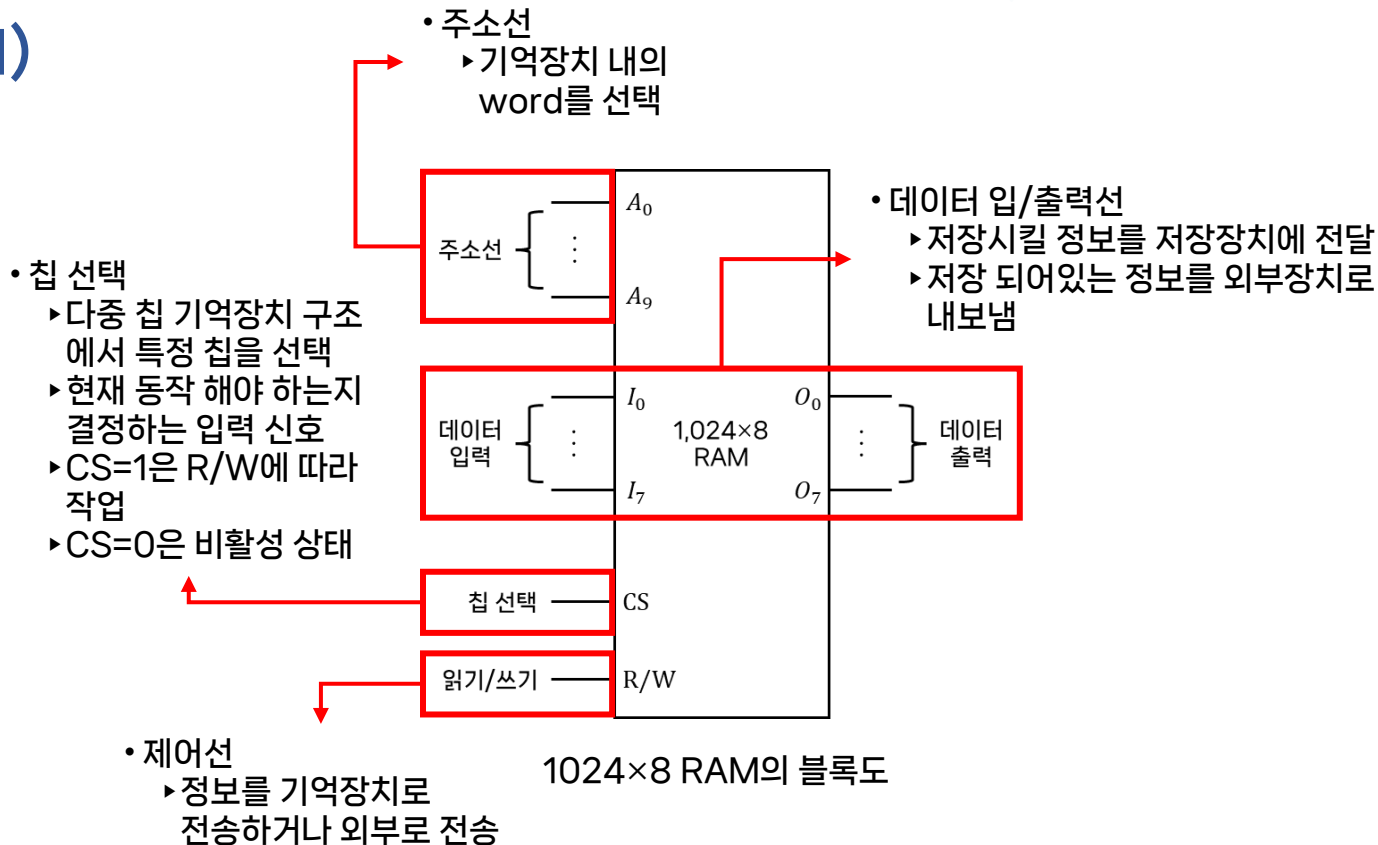 )
• 주소선
▸기억장치 내의
word를 선택
주소선
A0
⋮
A9
• 데이터 입/출력선
▸저장시킬 정보를 저장장치에 전달
▸저장 되어있는 정보를 외부장치로
내보냄
• 칩 선택
▸다중 칩 기억장치 구조
에서 특정 칩을 선택
▸현재 동작 해야 하는지
결정하는 입력 신호
▸CS=1은 R/W에 따라
작업
▸CS=0은 비활성 상태
데이터
입력
I0
⋮
I7
1,024×8
RAM
O0
⋮
O7
데이터
출력
칩 선택
CS
읽기/쓰기
R/W
• 제어선
▸정보를 기억장치로
전송하거나 외부로 전송
1024×8 RAM의 블록도